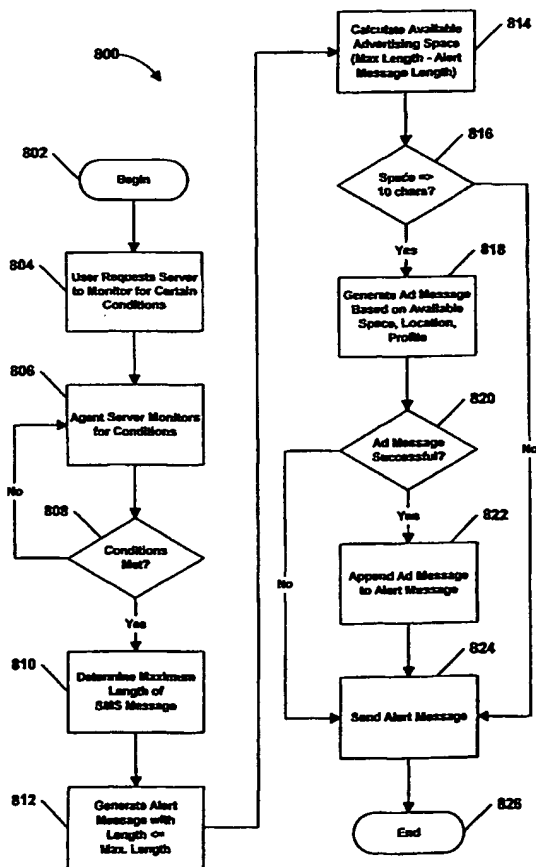 800
802
Begin
804
User Requests Server
to Monitor for Certain
Conditions
806
Agent Server Monitors
for Conditions
No
808
Conditions
Met?
Yes
810
Determine Maximum
Length of
SMS Message
812
Generate Alert
Message with
Length <=
Max. Length
Calculate Available
Advertising Space
(Max Length - Alert
Message Length)
814
816
Space =>
10 chars?
Yes
818
Generate Ad Message
Based on Available
Space, Location,
Profile
820
Ad Message
Successful?
No
Yes
822
No
Append Ad Message
to Alert Message
824
Send Alert Message
End
826